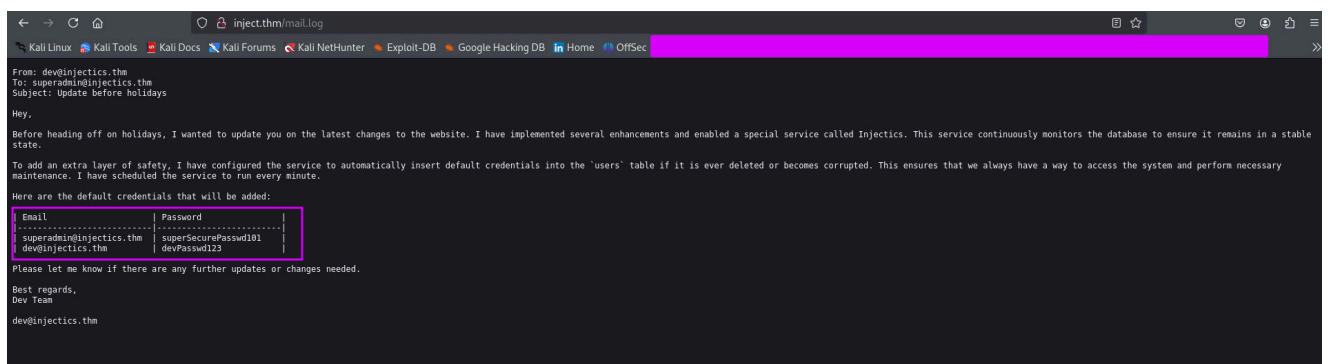 inject.thm/mail.log
Kali Linux Kali Tools Kali Docs Kali Forums Kali NetHunter Exploit-DB Google Hacking DB Home OffSec
From: dev@injectics.thm
To: superadmin@injectics.thm
Subject: Update before holidays
Hey,
Before heading off on holidays, I wanted to update you on the latest changes to the website. I have implemented several enhancements and enabled a special service called Injectics. This service continuously monitors the database to ensure it remains in a stable
state.
To add an extra layer of safety, I have configured the service to automatically insert default credentials into the `users` table if it is ever deleted or becomes corrupted. This ensures that we always have a way to access the system and perform necessary
maintenance. I have scheduled the service to run every minute.
Here are the default credentials that will be added:
| Email | Password |
|---------------------------|-------------------------|
| superadmin@injectics.thm | superSecurePasswd101 |
| dev@injectics.thm | devPasswd123 |
Please let me know if there are any further updates or changes needed.
Best regards,
Dev Team
dev@injectics.thm